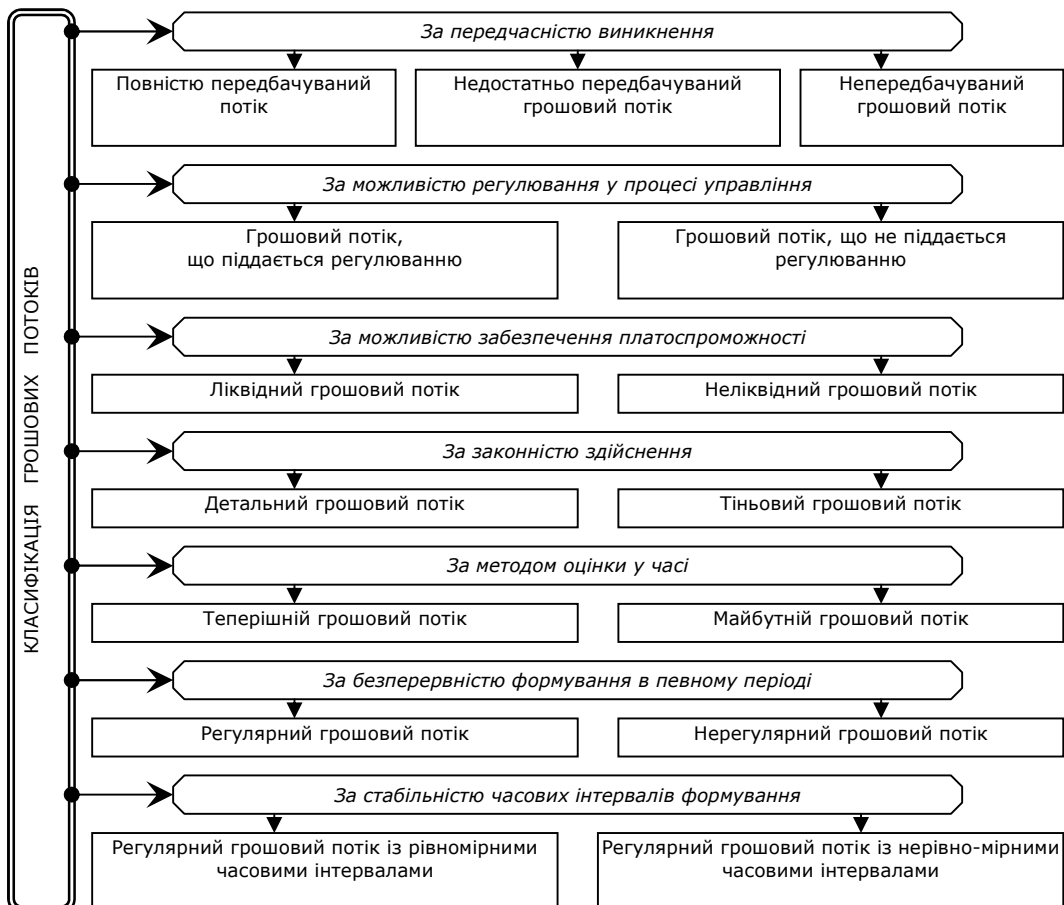 КЛАСИФІКАЦІЯ ГРОШОВИХ ПОТОКІВ
За передчасністю виникнення
Повністю передбачуваний
потік
Недостатньо передбачуваний
грошовий потік
Непередбачуваний
грошовий потік
За можливістю регулювання у процесі управління
Грошовий потік,
що піддається регулюванню
Грошовий потік, що не піддається
регулюванню
За можливістю забезпечення платоспроможності
Ліквідний грошовий потік
Неліквідний грошовий потік
За законністю здійснення
Детальний грошовий потік
Тіньовий грошовий потік
За методом оцінки у часі
Теперішній грошовий потік
Майбутній грошовий потік
За безперервністю формування в певному періоді
Регулярний грошовий потік
Нерегулярний грошовий потік
За стабільністю часових інтервалів формування
Регулярний грошовий потік із рівномірними
часовими інтервалами
Регулярний грошовий потік із нерівно-мірними
часовими інтервалами